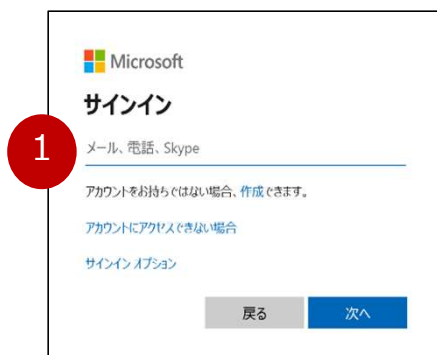 Microsoft
サインイン
1
メール、電話、Skype
アカウントをお持ちではない場合、作成できます。
アカウントにアクセスできない場合
サインイン オプション
戻る
次へ